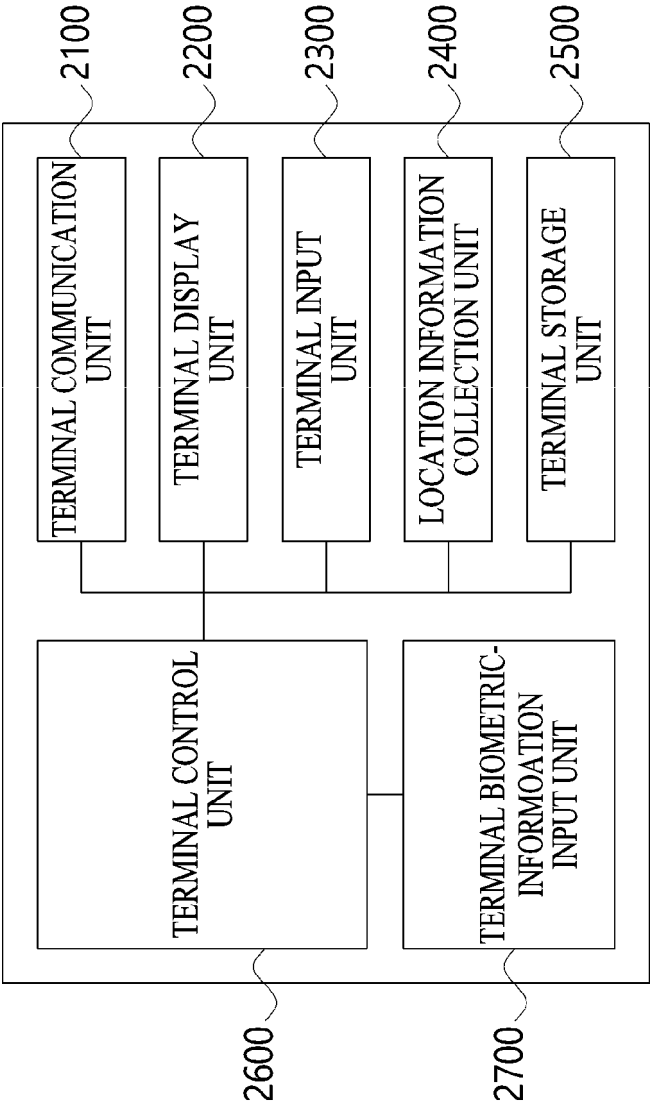 2100
TERMINAL COMMUNICATION
UNIT
2200
TERMINAL DISPLAY
UNIT
2300
TERMINAL INPUT
UNIT
2400
LOCATION INFORMATION
COLLECTION UNIT
2500
TERMINAL STORAGE
UNIT
TERMINAL CONTROL
UNIT
2600
TERMINAL BIOMETRIC-
INFORMOATION
INPUT UNIT
2700